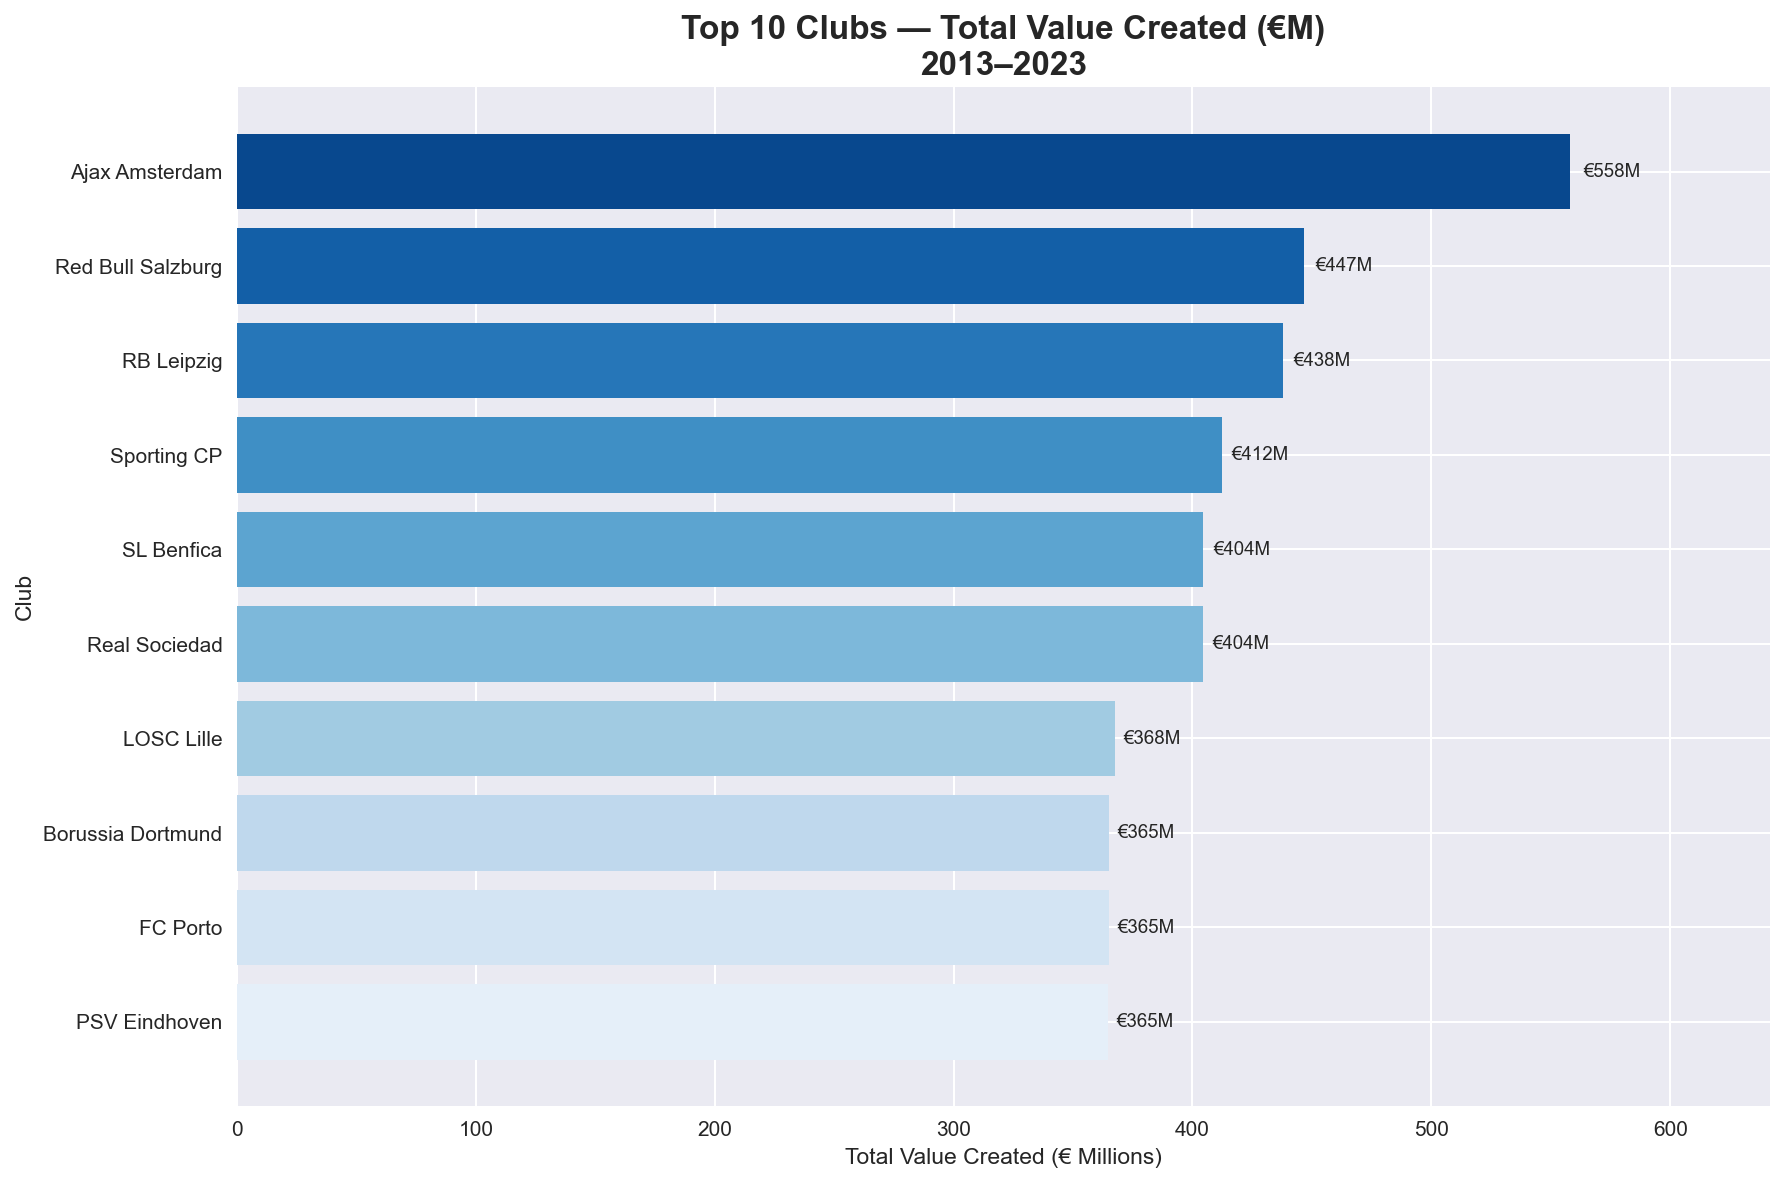 Top 10 Clubs — Total Value Created (€M)
2013–2023
Ajax Amsterdam €558M
Red Bull Salzburg €447M
RB Leipzig €438M
Sporting CP €412M
SL Benfica €404M
Club
Real Sociedad €404M
LOSC Lille €368M
Borussia Dortmund €365M
FC Porto €365M
PSV Eindhoven €365M
0 100 200 300 400 500 600
Total Value Created (€ Millions)